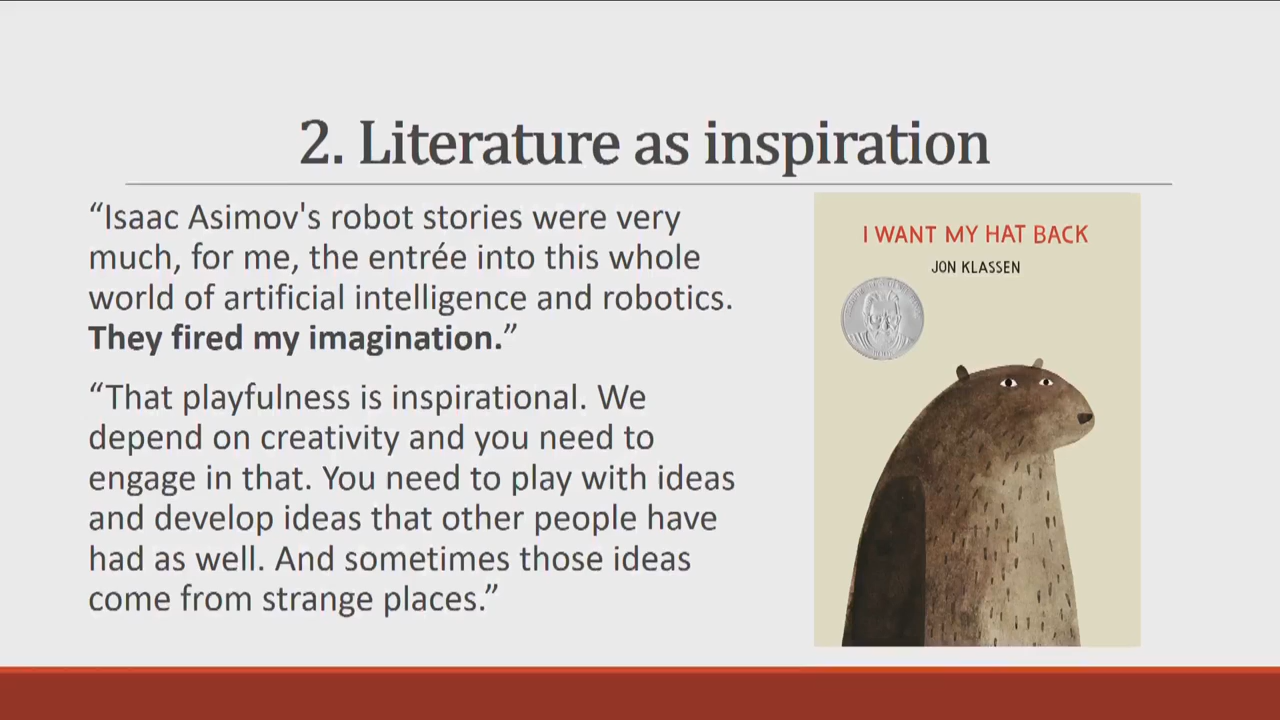 2. Literature as inspiration
“Isaac Asimov's robot stories were very
much, for me, the entrée into this whole
world of artificial intelligence and robotics.
They fired my imagination.”
“That playfulness is inspirational. We
depend on creativity and you need to
engage in that. You need to play with ideas
and develop ideas that other people have
had as well. And sometimes those ideas
come from strange places.”
I WANT MY HAT BACK
JON KLASSEN